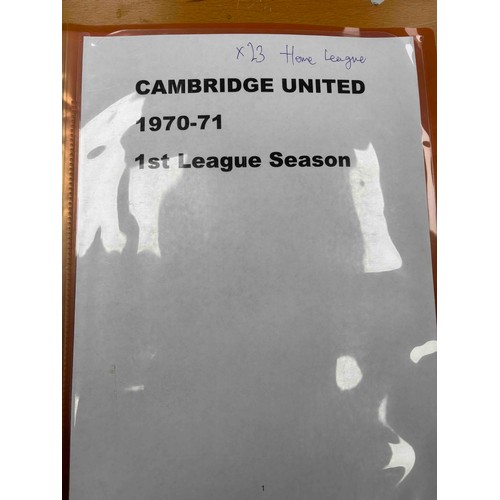 x23 Home League
CAMBRIDGE UNITED
1970-71
1st League Season
1